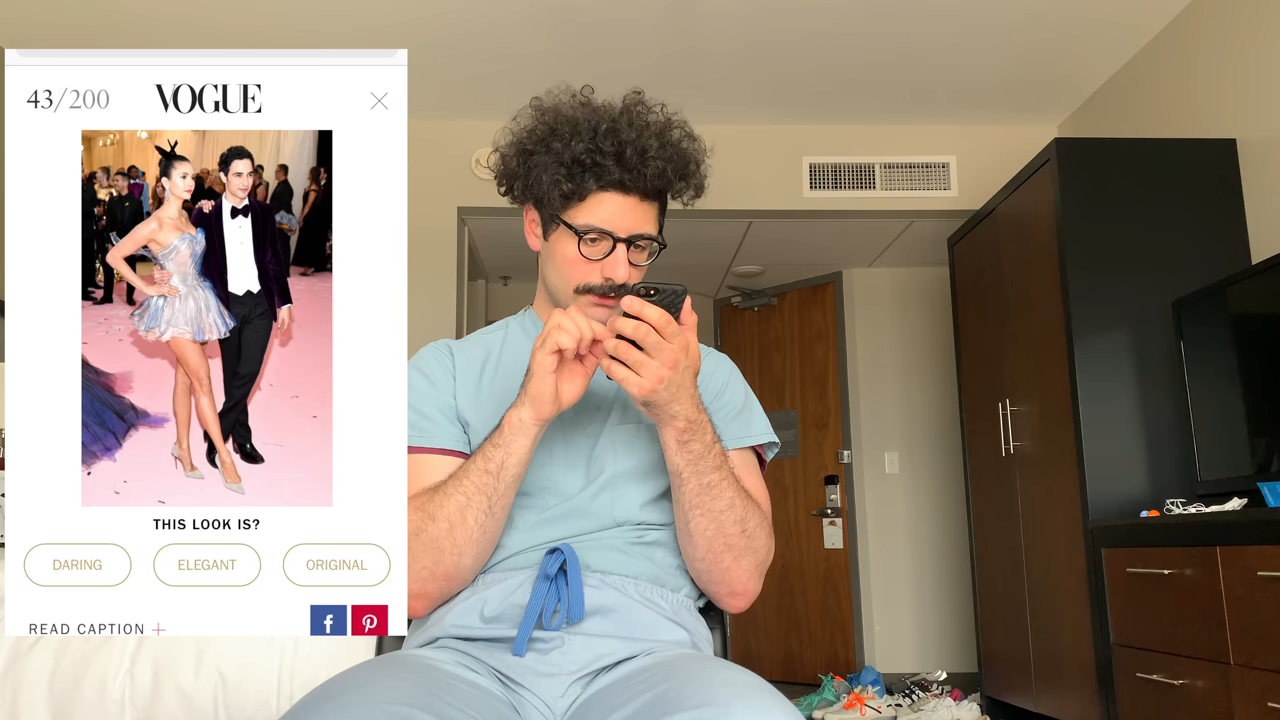 43/200 VOGUE
THIS LOOK IS?
DARING ELEGANT ORIGINAL
READ CAPTION +